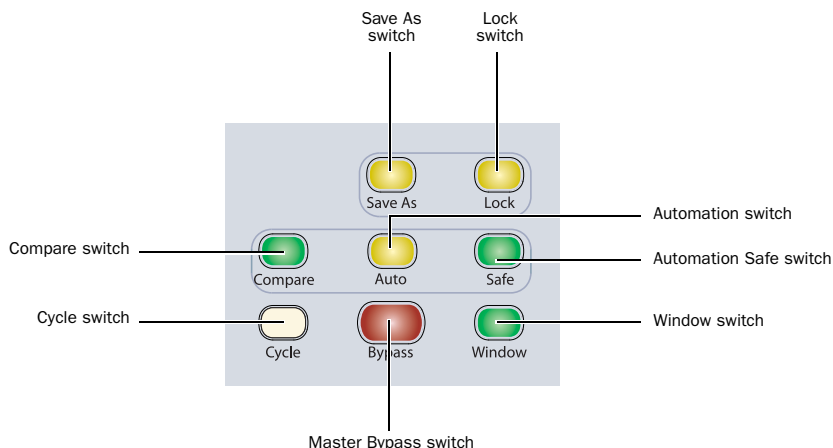 Save As
switch
Lock
switch
Save As
Lock
Automation switch
Compare switch
Automation Safe switch
Compare
Auto
Safe
Cycle switch
Window switch
Cycle
Bypass
Window
Master Bypass switch